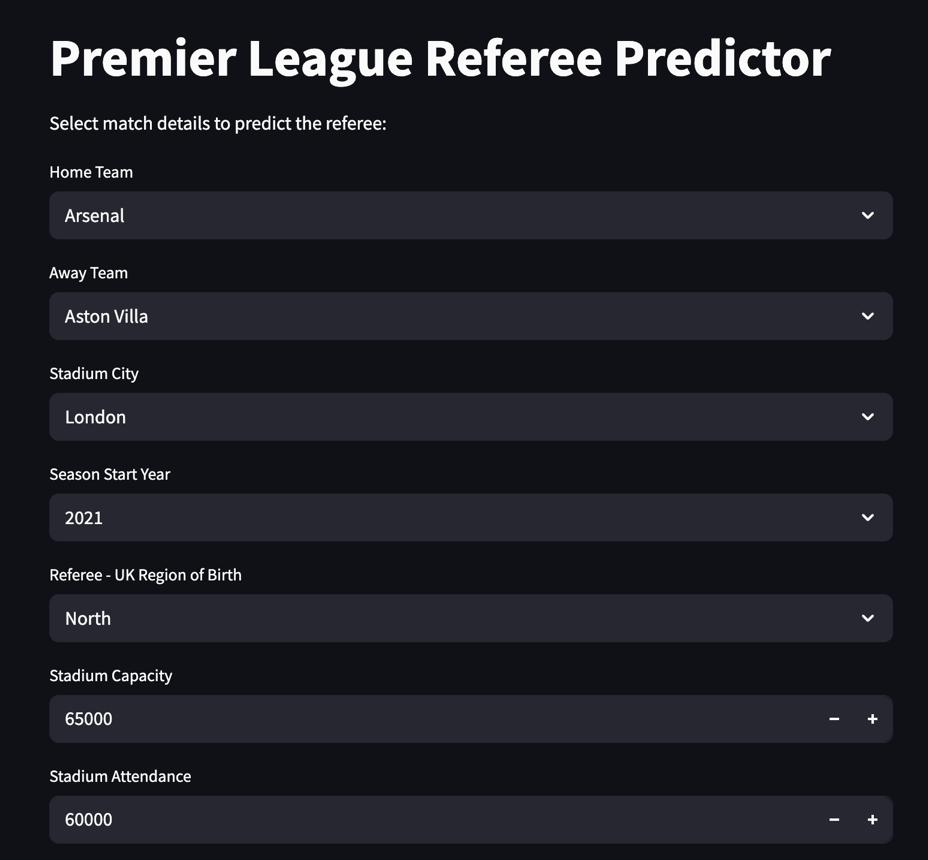 Premier League Referee Predictor
Select match details to predict the referee:
Home Team
Arsenal
Away Team
Aston Villa
Stadium City
London
Season Start Year
2021
Referee - UK Region of Birth
North
Stadium Capacity
65000
Stadium Attendance
60000